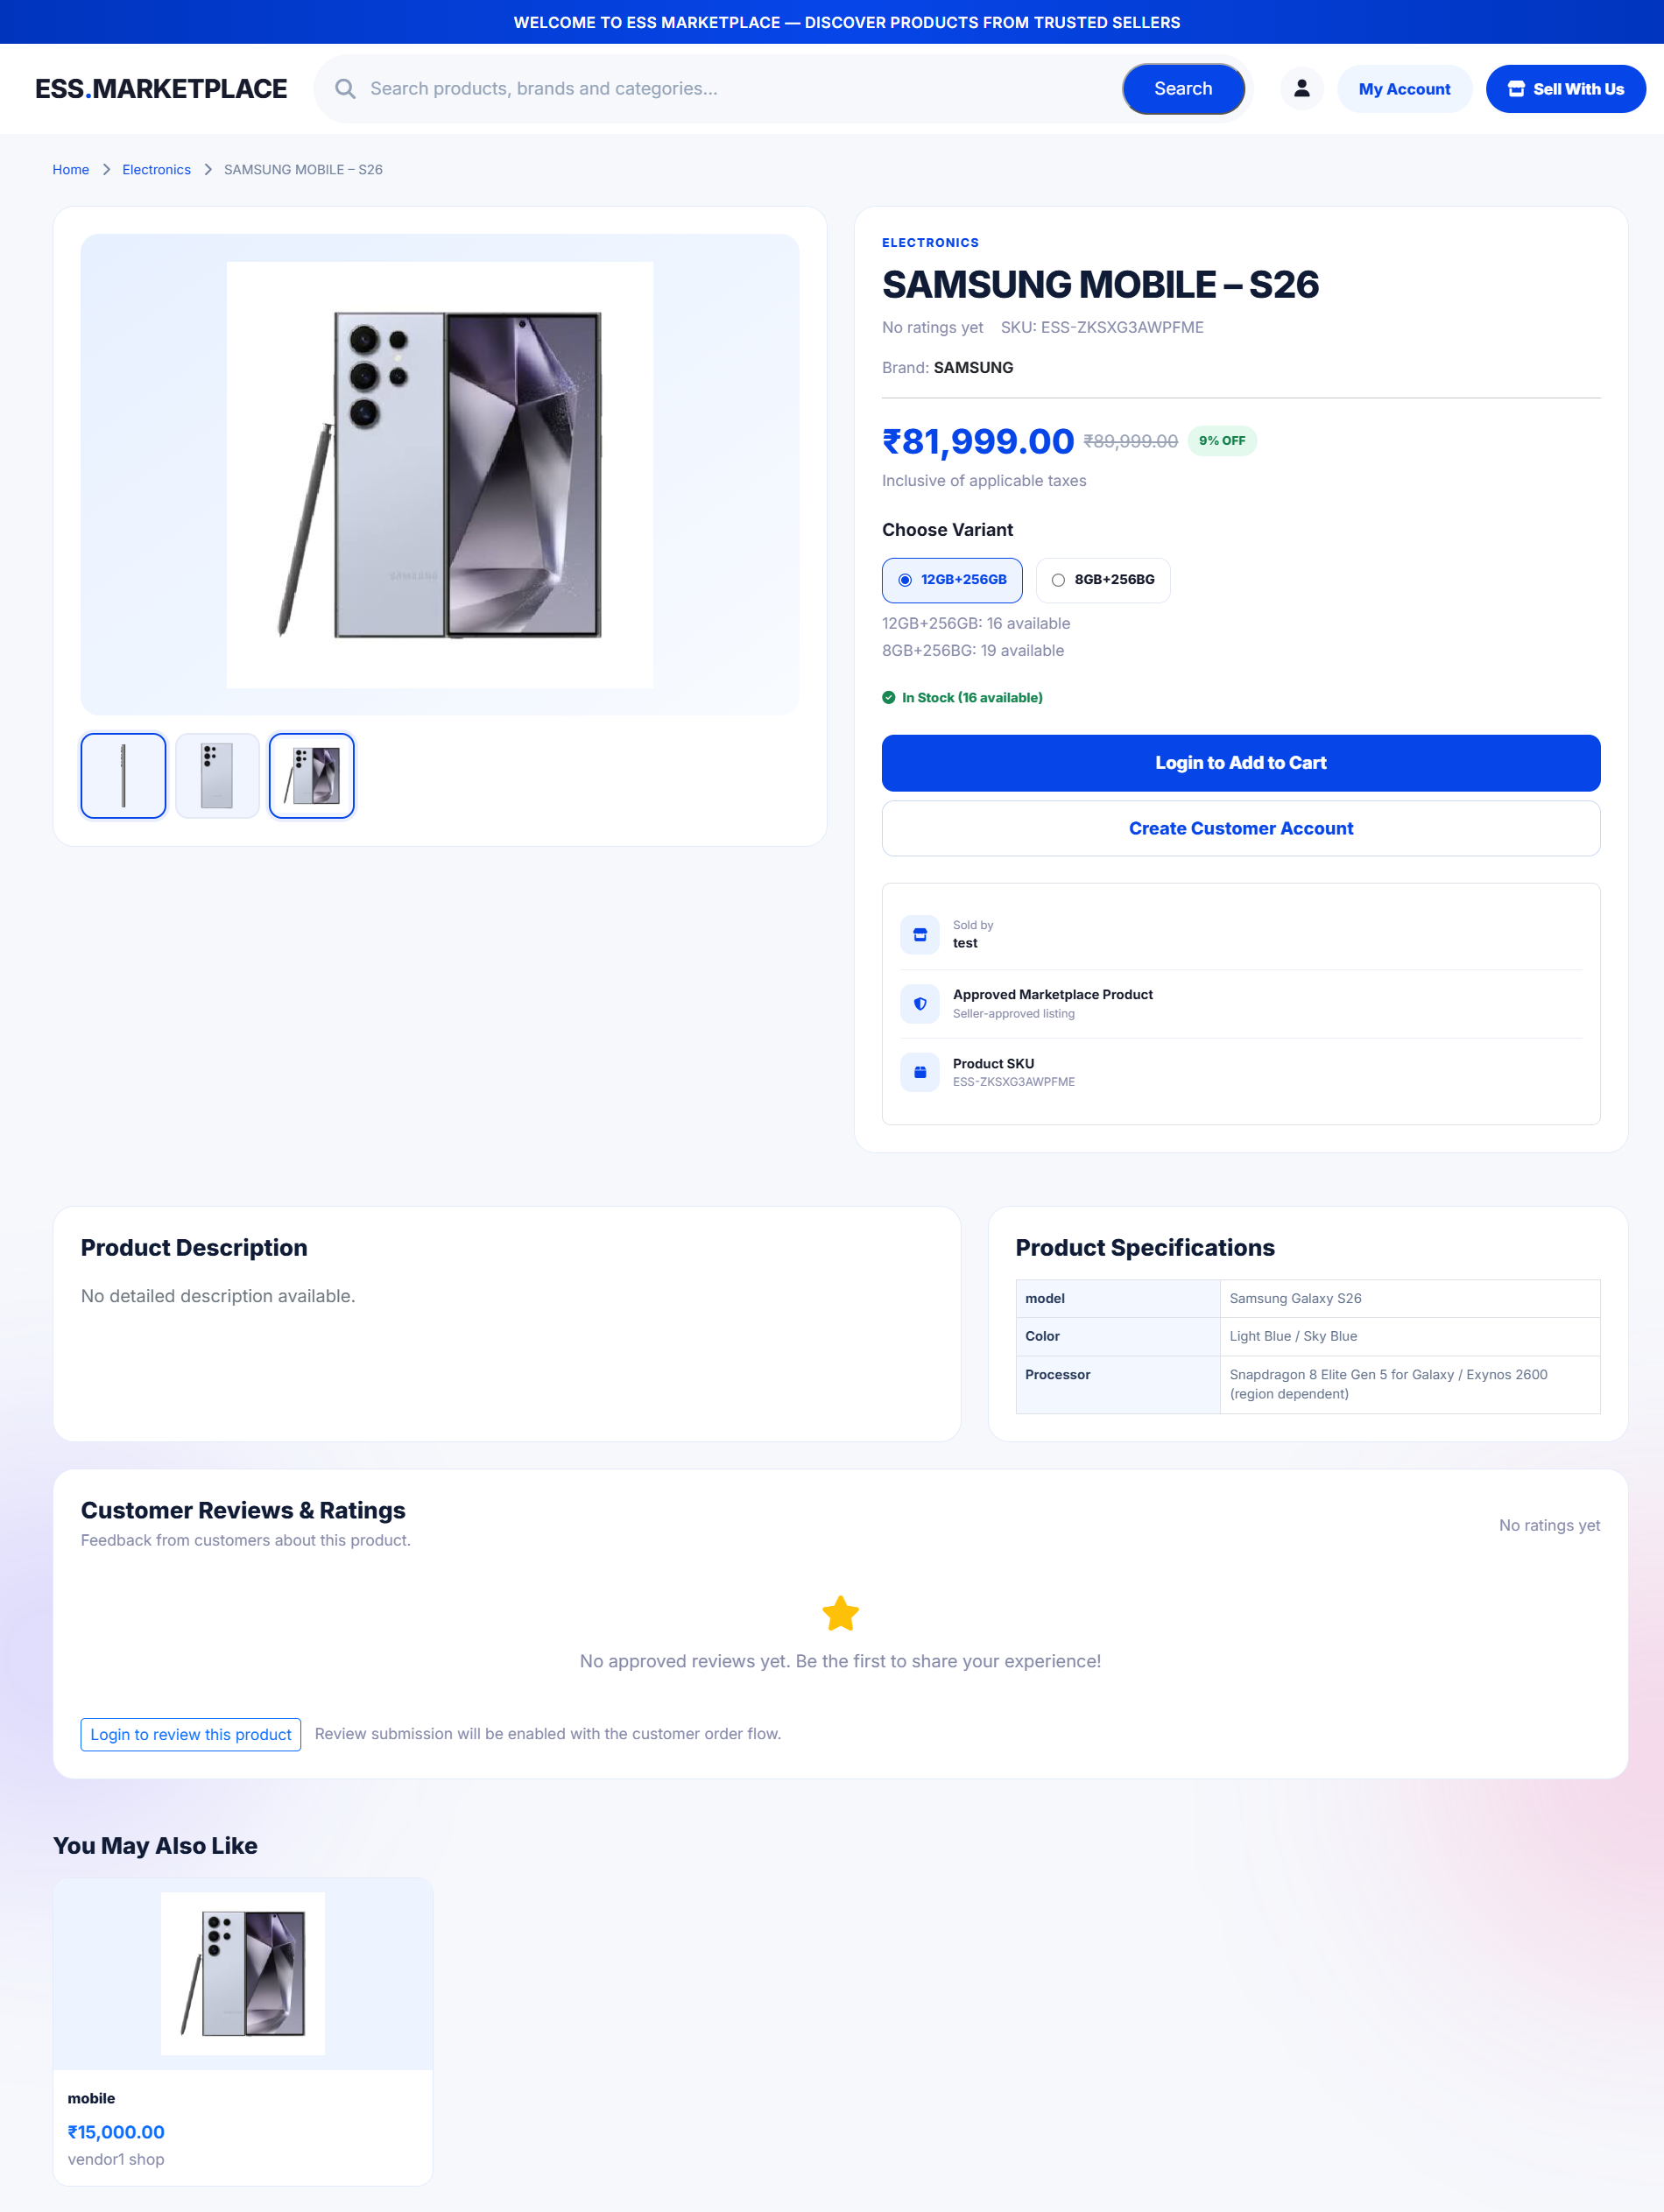 WELCOME TO ESS MARKETPLACE — DISCOVER PRODUCTS FROM TRUSTED SELLERS
ESS.MARKETPLACE
Search products, brands and categories...
Search
My Account
Sell With Us
Home
Electronics
SAMSUNG MOBILE – S26
ELECTRONICS
SAMSUNG MOBILE – S26
No ratings yet SKU: ESS-ZKSXG3AWPFME
Brand: SAMSUNG
₹81,999.00 ₹89,999.00 9% OFF
Inclusive of applicable taxes
Choose Variant
12GB+256GB
8GB+256BG
12GB+256GB: 16 available
8GB+256BG: 19 available
In Stock (16 available)
Login to Add to Cart
Create Customer Account
Sold by
test
Approved Marketplace Product
Seller-approved listing
Product SKU
ESS-ZKSXG3AWPFME
SAMSUNG
Product Description
No detailed description available.
Product Specifications
model Samsung Galaxy S26
Color Light Blue / Sky Blue
Processor Snapdragon 8 Elite Gen 5 for Galaxy / Exynos 2600
(region dependent)
Customer Reviews & Ratings
Feedback from customers about this product.
No ratings yet
No approved reviews yet. Be the first to share your experience!
Login to review this product
Review submission will be enabled with the customer order flow.
You May Also Like
mobile
₹15,000.00
vendor1 shop